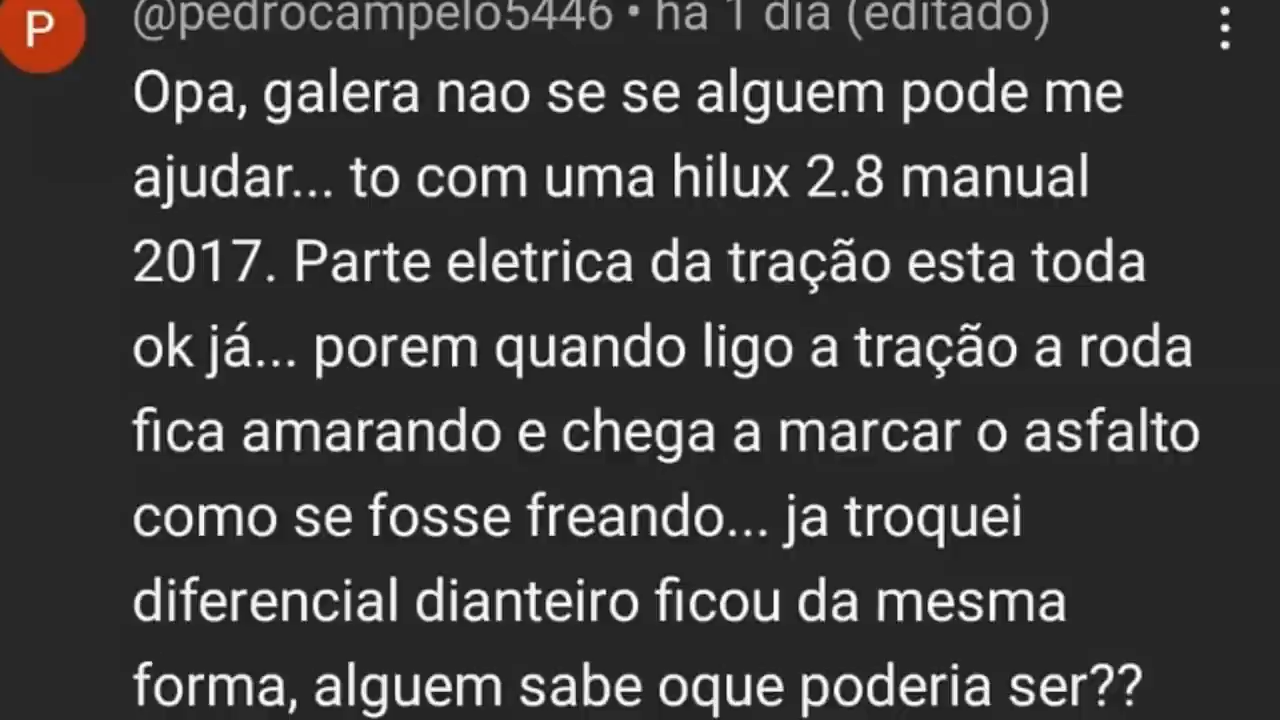 P
@pedrocampelo5446 • há 1 dia (editado)
Opa, galera nao se se alguem pode me
ajudar... to com uma hilux 2.8 manual
2017. Parte eletrica da tração esta toda
ok já... porem quando ligo a tração a roda
fica amarando e chega a marcar o asfalto
como se fosse freando... ja troquei
diferencial dianteiro ficou da mesma
forma, alguem sabe oque poderia ser??